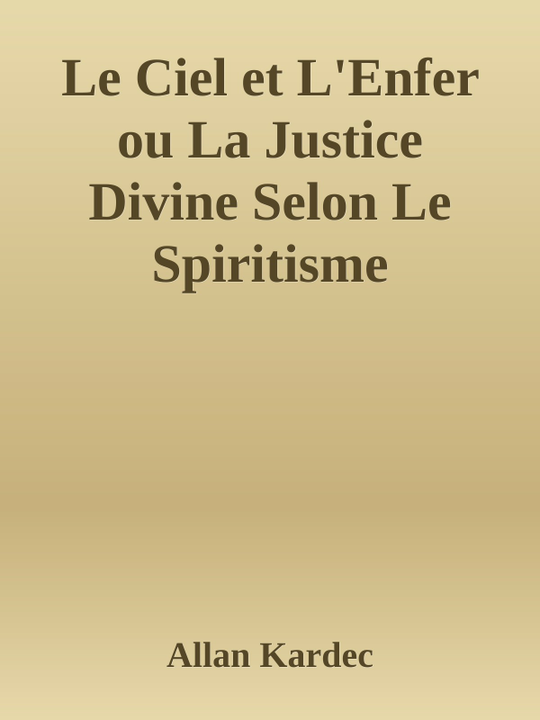 Le Ciel et L'Enfer
ou La Justice
Divine Selon Le
Spiritisme
Allan Kardec